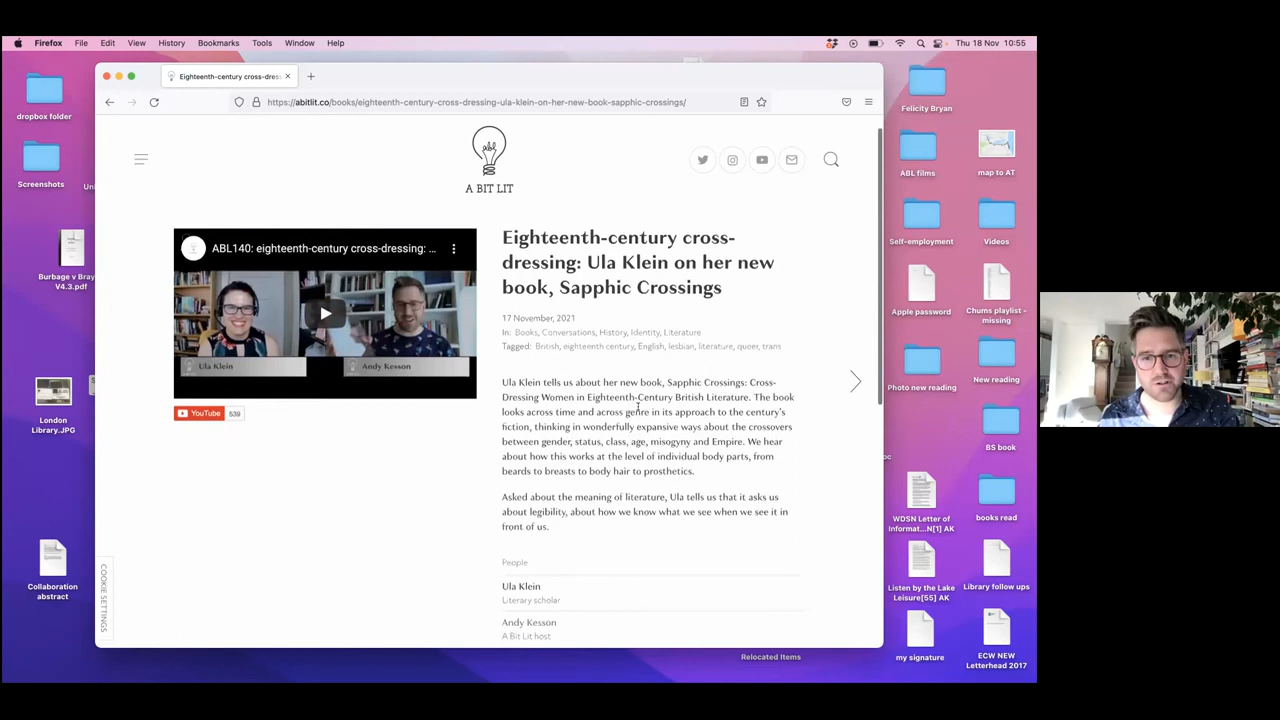 Firefox File Edit View History Bookmarks Tools Window Help
Thu 18 Nov 10:55
Eighteenth-century cross-dress
https://abitlit.co/books/eighteenth-century-cross-dressing-ula-klein-on-her-new-book-sapphic-crossings/
abl
A BIT LIT
ABL140: eighteenth-century cross-dressing: ...
Ula Klein
Andy Kesson
YouTube 539
Eighteenth-century cross-
dressing: Ula Klein on her new
book, Sapphic Crossings
17 November, 2021
In: Books, Conversations, History, Identity, Literature
Tagged: British, eighteenth century, English, lesbian, literature, queer, trans
Ula Klein tells us about her new book, Sapphic Crossings: Cross-
Dressing Women in Eighteenth-Century British Literature. The book
looks across time and across genre in its approach to the century's
fiction, thinking in wonderfully expansive ways about the crossovers
between gender, status, class, age, misogyny and Empire. We hear
about how this works at the level of individual body parts, from
beards to breasts to body hair to prosthetics.
Asked about the meaning of literature, Ula tells us that it asks us
about legibility, about how we know what we see when we see it in
front of us.
People
Ula Klein
Literary scholar
Andy Kesson
A Bit Lit host
COOKIE SETTINGS
dropbox folder
Screenshots
Burbage v Bray
V4.3.pdf
London
Library.JPG
Collaboration
abstract
Felicity Bryan
ABL films
map to AT
Self-employment
Videos
Apple password
Chums playlist -
missing
Photo new reading
New reading
BS book
WDSN Letter of
Informat...N[1] AK
books read
Listen by the Lake
Leisure[55] AK
Library follow ups
my signature
ECW NEW
Letterhead 2017
Relocated Items